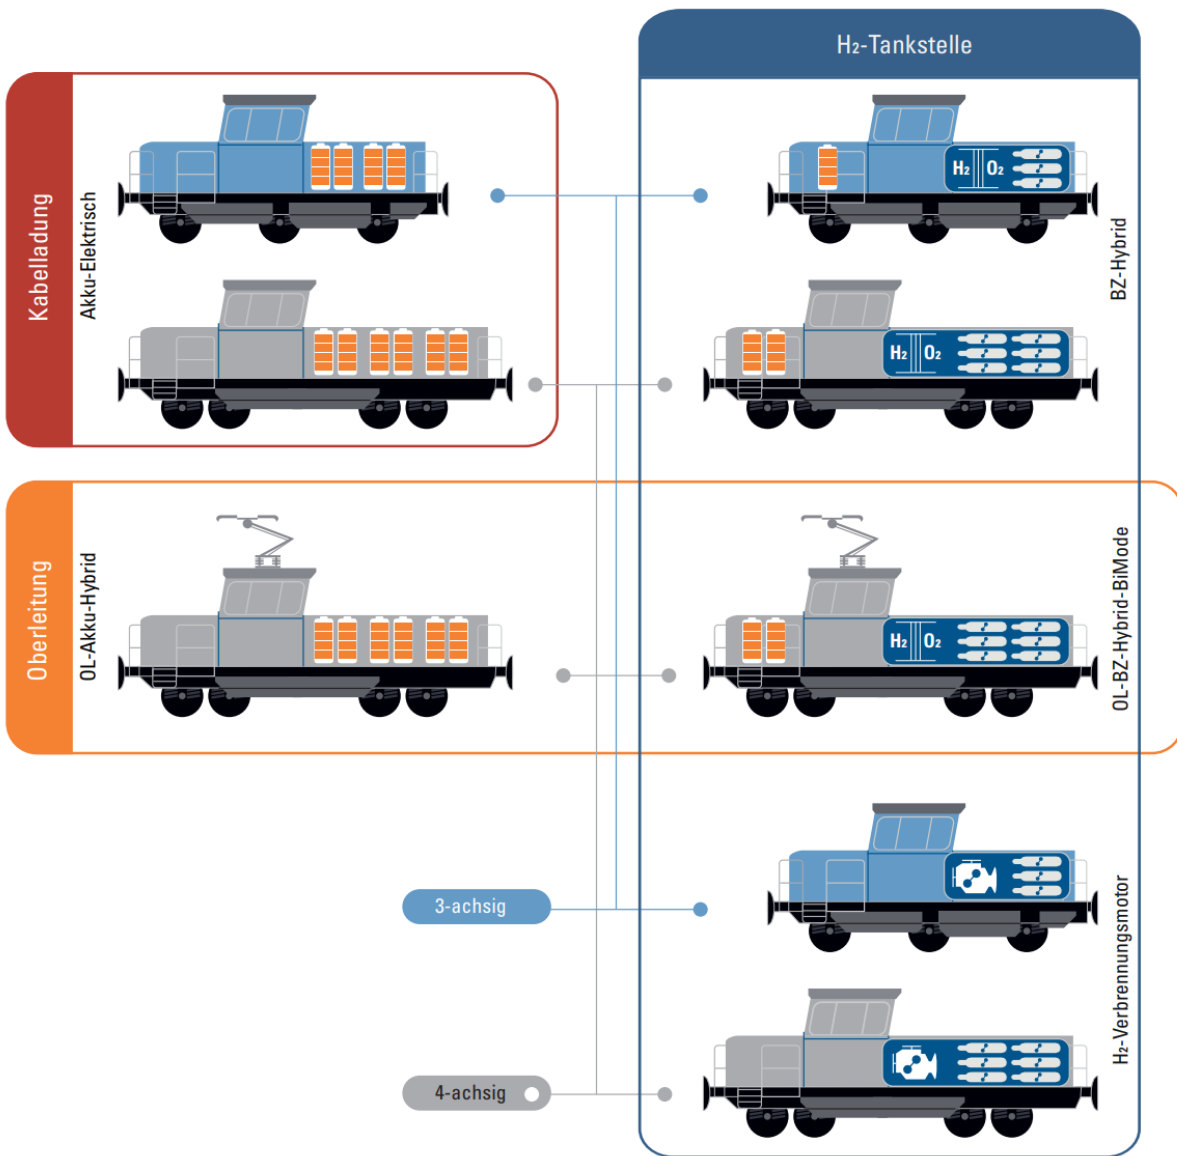 H₂-Tankstelle
Kabelladung
Akku-Elektrisch
H₂ O₂
BZ-Hybrid
H₂ O₂
Oberleitung
OL-Akku-Hybrid
H₂ O₂
OL-BZ-Hybrid-BiMode
3-achsig
H₂-Verbrennungsmotor
4-achsig